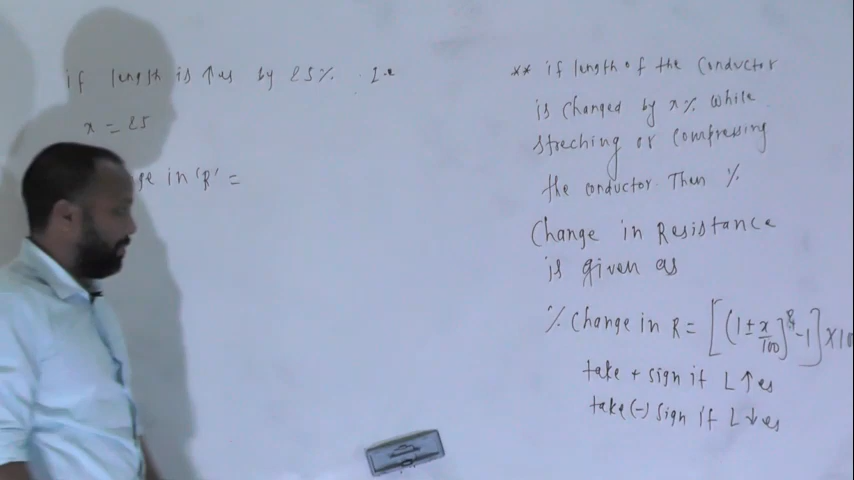 if length is ↑es by 25%. I.e
x = 25
ge in 'R' =
** if length of the Conductor
is changed by x% while
streching or compressing
the conductor. Then %
Change in Resistance
is given as
% Change in R = [(1 ± x/100)² - 1] × 10
take + sign if L ↑es
take (-) sign if L ↓es